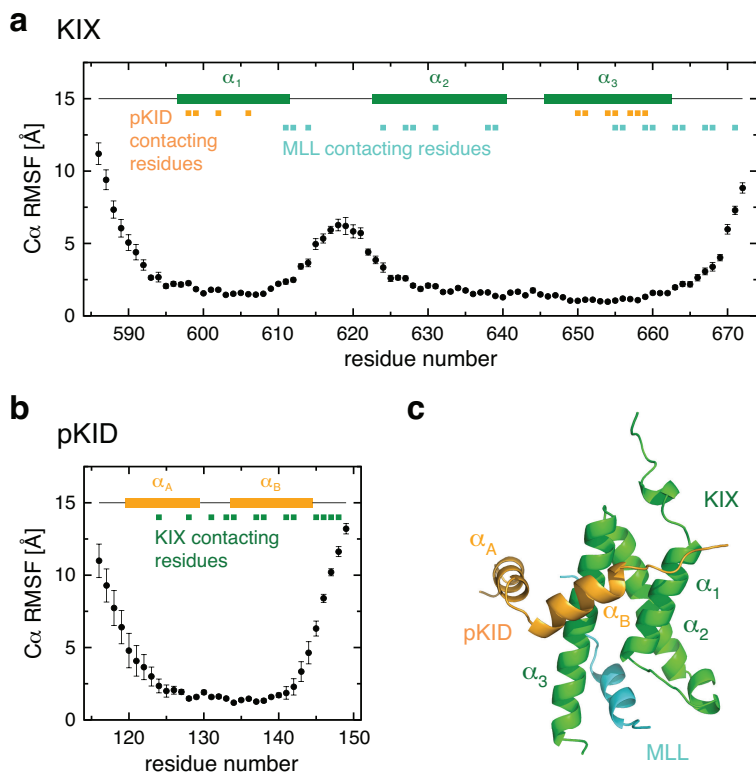 a KIX
Cα RMSF [Å]
15
10
5
0
α1
α2
α3
pKID
contacting
residues
MLL contacting residues
590 600 610 620 630 640 650 660 670
residue number
b
pKID
Cα RMSF [Å]
15
10
5
0
αA
αB
KIX contacting
residues
120 130 140 150
residue number
c
KIX
αA
α1
αB
pKID
α2
α3
MLL